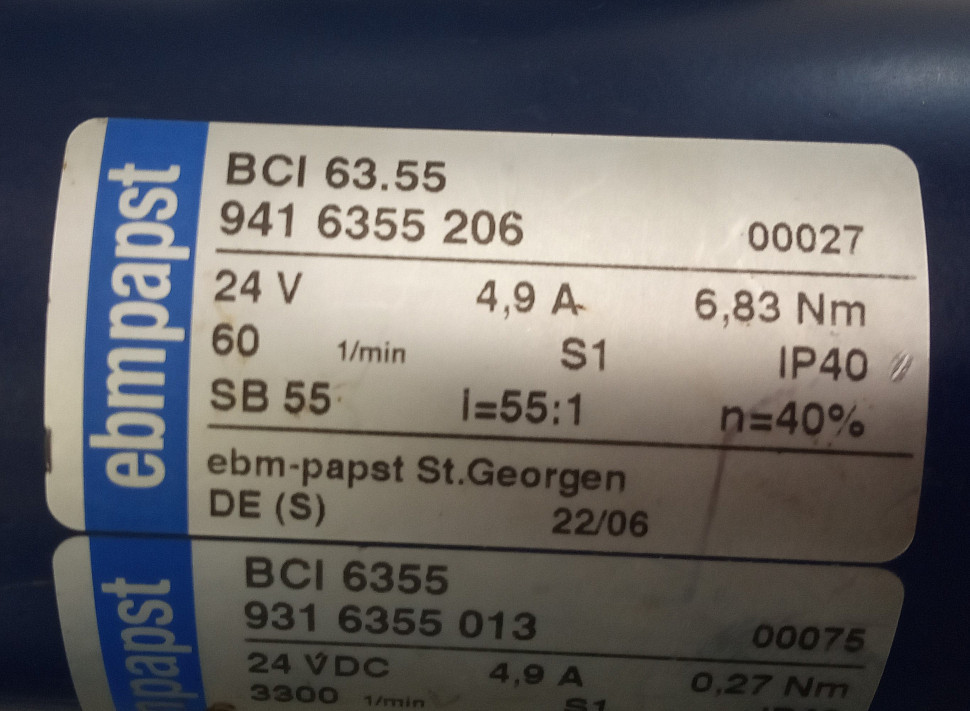 ebmpapst
BCI 63.55
941 6355 206 00027
24 V 4,9 A 6,83 Nm
60 1/min S1 IP40
SB 55 i=55:1 n=40%
ebm-papst St.Georgen
DE (S) 22/06
papst
BCI 6355
931 6355 013 00075
24 VDC 4,9 A 0,27 Nm
3300 1/min S1